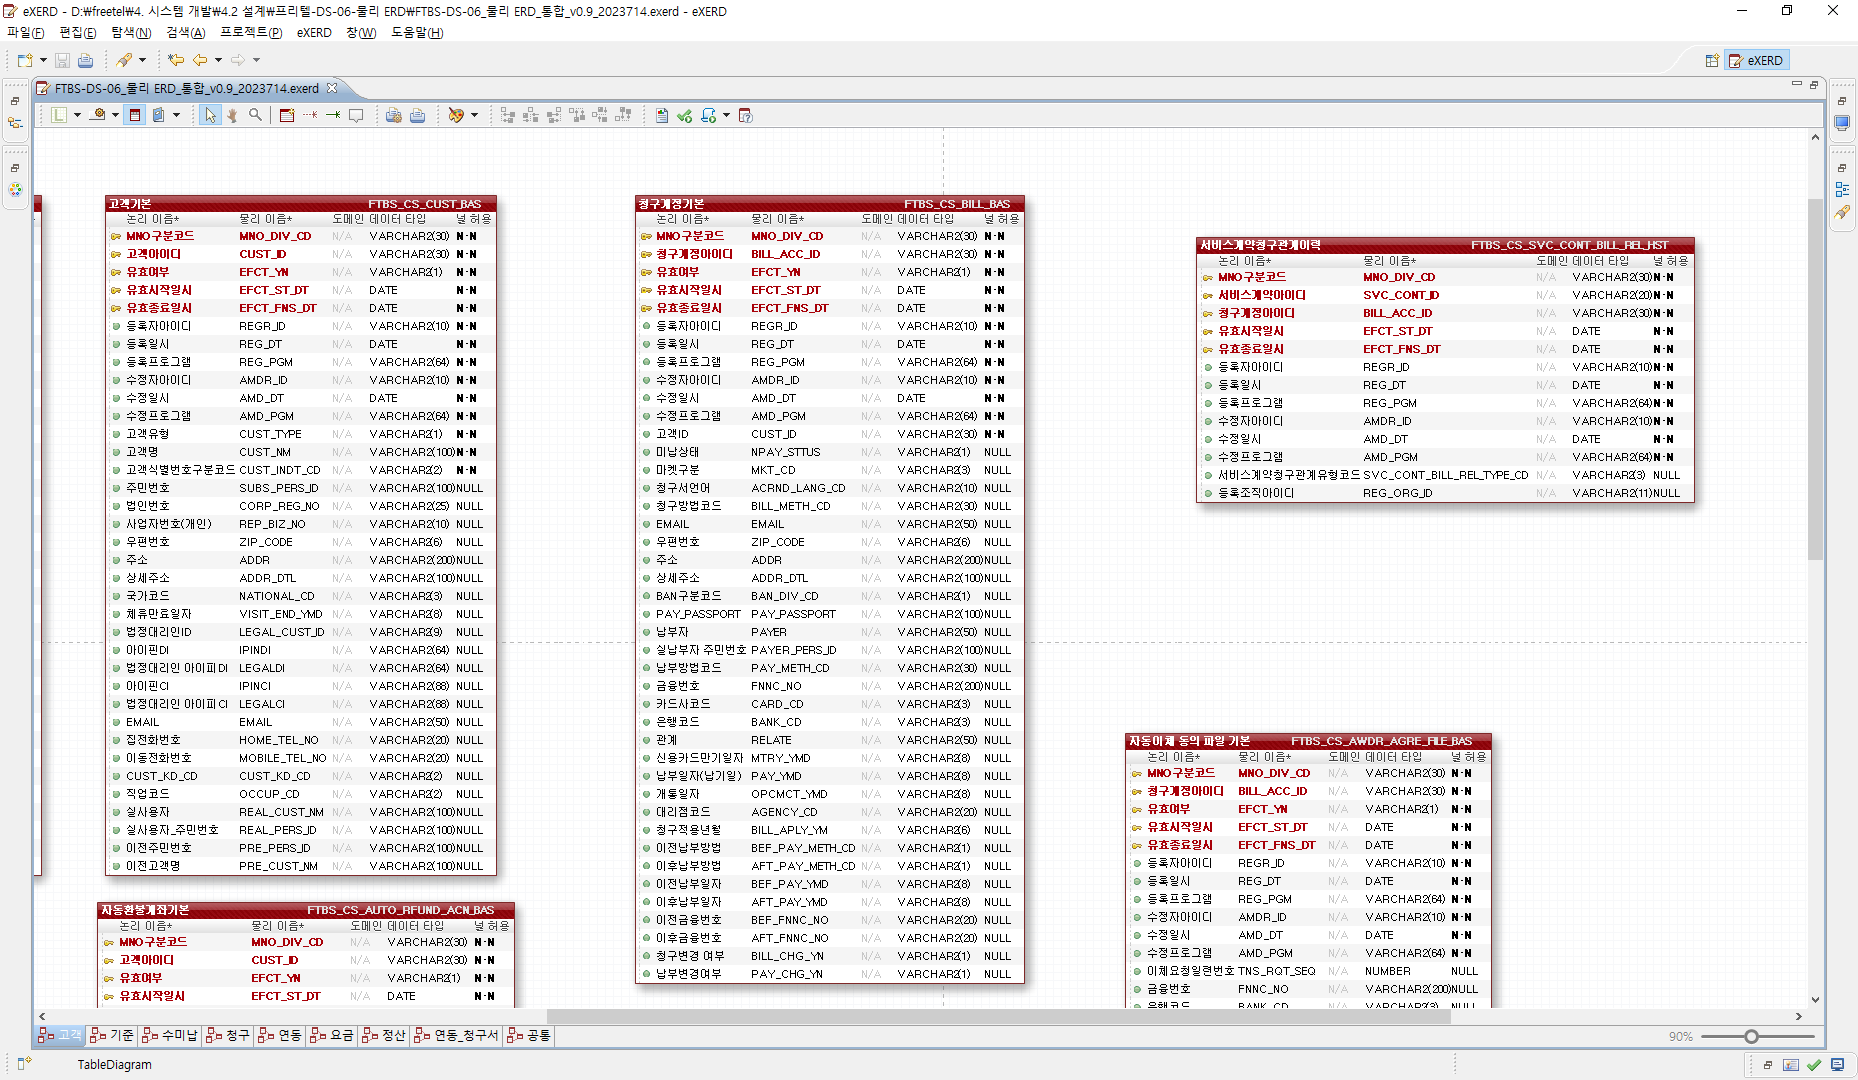 eXERD - D:\freetel\4. 시스템 개발\4.2 설계\프리텔-DS-06-물리 ERD\FTBS-DS-06_물리 ERD_통합_v0.9_2023714.exerd - eXERD
파일(F) 편집(E) 탐색(N) 검색(A) 프로젝트(P) eXERD 창(W) 도움말(H)
eXERD
FTBS-DS-06_물리 ERD_통합_v0.9_2023714.exerd
고객기본 FTBS_CS_CUST_BAS
논리 이름* 물리 이름* 도메인 데이터 타입 널 허용
MNO구분코드 MNO_DIV_CD N/A VARCHAR2(30) N-N
고객아이디 CUST_ID N/A VARCHAR2(30) N-N
유효여부 EFCT_YN N/A VARCHAR2(1) N-N
유효시작일시 EFCT_ST_DT N/A DATE N-N
유효종료일시 EFCT_FNS_DT N/A DATE N-N
등록자아이디 REGR_ID N/A VARCHAR2(10) N-N
등록일시 REG_DT N/A DATE N-N
등록프로그램 REG_PGM N/A VARCHAR2(64) N-N
수정자아이디 AMDR_ID N/A VARCHAR2(10) N-N
수정일시 AMD_DT N/A DATE N-N
수정프로그램 AMD_PGM N/A VARCHAR2(64) N-N
고객유형 CUST_TYPE N/A VARCHAR2(1) N-N
고객명 CUST_NM N/A VARCHAR2(100) N-N
고객식별번호구분코드 CUST_INDT_CD N/A VARCHAR2(2) N-N
주민번호 SUBS_PERS_ID N/A VARCHAR2(100) NULL
법인번호 CORP_REG_NO N/A VARCHAR2(25) NULL
사업자번호(개인) REP_BIZ_NO N/A VARCHAR2(10) NULL
우편번호 ZIP_CODE N/A VARCHAR2(6) NULL
주소 ADDR N/A VARCHAR2(200) NULL
상세주소 ADDR_DTL N/A VARCHAR2(100) NULL
국가코드 NATIONAL_CD N/A VARCHAR2(3) NULL
체류만료일자 VISIT_END_YMD N/A VARCHAR2(8) NULL
법정대리인ID LEGAL_CUST_ID N/A VARCHAR2(9) NULL
아이핀DI IPINDI N/A VARCHAR2(64) NULL
법정대리인 아이피DI LEGALDI N/A VARCHAR2(64) NULL
아이핀CI IPINCI N/A VARCHAR2(88) NULL
법정대리인 아이피CI LEGALCI N/A VARCHAR2(88) NULL
EMAIL EMAIL N/A VARCHAR2(50) NULL
집전화번호 HOME_TEL_NO N/A VARCHAR2(20) NULL
이동전화번호 MOBILE_TEL_NO N/A VARCHAR2(20) NULL
CUST_KD_CD CUST_KD_CD N/A VARCHAR2(2) NULL
직업코드 OCCUP_CD N/A VARCHAR2(2) NULL
실사용자 REAL_CUST_NM N/A VARCHAR2(100) NULL
실사용자_주민번호 REAL_PERS_ID N/A VARCHAR2(100) NULL
이전주민번호 PRE_PERS_ID N/A VARCHAR2(100) NULL
이전고객명 PRE_CUST_NM N/A VARCHAR2(100) NULL
자동환불계좌기본 FTBS_CS_AUTO_RFUND_ACN_BAS
논리 이름* 물리 이름* 도메인 데이터 타입 널 허용
MNO구분코드 MNO_DIV_CD N/A VARCHAR2(30) N-N
고객아이디 CUST_ID N/A VARCHAR2(30) N-N
유효여부 EFCT_YN N/A VARCHAR2(1) N-N
유효시작일시 EFCT_ST_DT N/A DATE N-N
청구계정기본 FTBS_CS_BILL_BAS
논리 이름* 물리 이름* 도메인 데이터 타입 널 허용
MNO구분코드 MNO_DIV_CD N/A VARCHAR2(30) N-N
청구계정아이디 BILL_ACC_ID N/A VARCHAR2(30) N-N
유효여부 EFCT_YN N/A VARCHAR2(1) N-N
유효시작일시 EFCT_ST_DT N/A DATE N-N
유효종료일시 EFCT_FNS_DT N/A DATE N-N
등록자아이디 REGR_ID N/A VARCHAR2(10) N-N
등록일시 REG_DT N/A DATE N-N
등록프로그램 REG_PGM N/A VARCHAR2(64) N-N
수정자아이디 AMDR_ID N/A VARCHAR2(10) N-N
수정일시 AMD_DT N/A DATE N-N
수정프로그램 AMD_PGM N/A VARCHAR2(64) N-N
고객ID CUST_ID N/A VARCHAR2(30) N-N
미납상태 NPAY_STTUS N/A VARCHAR2(1) NULL
마켓구분 MKT_CD N/A VARCHAR2(3) NULL
청구서언어 ACRND_LANG_CD N/A VARCHAR2(10) NULL
청구방법코드 BILL_METH_CD N/A VARCHAR2(30) NULL
EMAIL EMAIL N/A VARCHAR2(50) NULL
우편번호 ZIP_CODE N/A VARCHAR2(6) NULL
주소 ADDR N/A VARCHAR2(200) NULL
상세주소 ADDR_DTL N/A VARCHAR2(100) NULL
BAN구분코드 BAN_DIV_CD N/A VARCHAR2(1) NULL
PAY_PASSPORT PAY_PASSPORT N/A VARCHAR2(100) NULL
납부자 PAYER N/A VARCHAR2(50) NULL
실납부자 주민번호 PAYER_PERS_ID N/A VARCHAR2(100) NULL
납부방법코드 PAY_METH_CD N/A VARCHAR2(30) NULL
금융번호 FNNC_NO N/A VARCHAR2(200) NULL
카드사코드 CARD_CD N/A VARCHAR2(3) NULL
은행코드 BANK_CD N/A VARCHAR2(3) NULL
관계 RELATE N/A VARCHAR2(50) NULL
신용카드만기일자 MTRY_YMD N/A VARCHAR2(8) NULL
납부일자(납기일) PAY_YMD N/A VARCHAR2(8) NULL
개통일자 OPCMCT_YMD N/A VARCHAR2(8) NULL
대리점코드 AGENCY_CD N/A VARCHAR2(20) NULL
청구적용년월 BILL_APLY_YM N/A VARCHAR2(6) NULL
이전납부방법 BEF_PAY_METH_CD N/A VARCHAR2(1) NULL
이후납부방법 AFT_PAY_METH_CD N/A VARCHAR2(1) NULL
이전납부일자 BEF_PAY_YMD N/A VARCHAR2(8) NULL
이후납부일자 AFT_PAY_YMD N/A VARCHAR2(8) NULL
이전금융번호 BEF_FNNC_NO N/A VARCHAR2(20) NULL
이후금융번호 AFT_FNNC_NO N/A VARCHAR2(20) NULL
청구변경 여부 BILL_CHG_YN N/A VARCHAR2(1) NULL
납부변경여부 PAY_CHG_YN N/A VARCHAR2(1) NULL
서비스계약청구관계이력 FTBS_CS_SVC_CONT_BILL_REL_HST
논리 이름* 물리 이름* 도메인 데이터 타입 널 허용
MNO구분코드 MNO_DIV_CD N/A VARCHAR2(30) N-N
서비스계약아이디 SVC_CONT_ID N/A VARCHAR2(20) N-N
청구계정아이디 BILL_ACC_ID N/A VARCHAR2(30) N-N
유효시작일시 EFCT_ST_DT N/A DATE N-N
유효종료일시 EFCT_FNS_DT N/A DATE N-N
등록자아이디 REGR_ID N/A VARCHAR2(10) N-N
등록일시 REG_DT N/A DATE N-N
등록프로그램 REG_PGM N/A VARCHAR2(64) N-N
수정자아이디 AMDR_ID N/A VARCHAR2(10) N-N
수정일시 AMD_DT N/A DATE N-N
수정프로그램 AMD_PGM N/A VARCHAR2(64) N-N
서비스계약청구관계유형코드 SVC_CONT_BILL_REL_TYPE_CD N/A VARCHAR2(3) NULL
등록조직아이디 REG_ORG_ID N/A VARCHAR2(11) NULL
자동이체 동의 파일 기본 FTBS_CS_AWDR_AGRE_FILE_BAS
논리 이름* 물리 이름* 도메인 데이터 타입 널 허용
MNO구분코드 MNO_DIV_CD N/A VARCHAR2(30) N-N
청구계정아이디 BILL_ACC_ID N/A VARCHAR2(30) N-N
유효여부 EFCT_YN N/A VARCHAR2(1) N-N
유효시작일시 EFCT_ST_DT N/A DATE N-N
유효종료일시 EFCT_FNS_DT N/A DATE N-N
등록자아이디 REGR_ID N/A VARCHAR2(10) N-N
등록일시 REG_DT N/A DATE N-N
등록프로그램 REG_PGM N/A VARCHAR2(64) N-N
수정자아이디 AMDR_ID N/A VARCHAR2(10) N-N
수정일시 AMD_DT N/A DATE N-N
수정프로그램 AMD_PGM N/A VARCHAR2(64) N-N
이체요청일련번호 TNS_RQT_SEQ N/A NUMBER NULL
금융번호 FNNC_NO N/A VARCHAR2(200) NULL
은행코드 BANK_CD N/A VARCHAR2(3) NULL
고객 기준 수미납 청구 연동 요금 정산 연동_청구서 공통
90%
TableDiagram